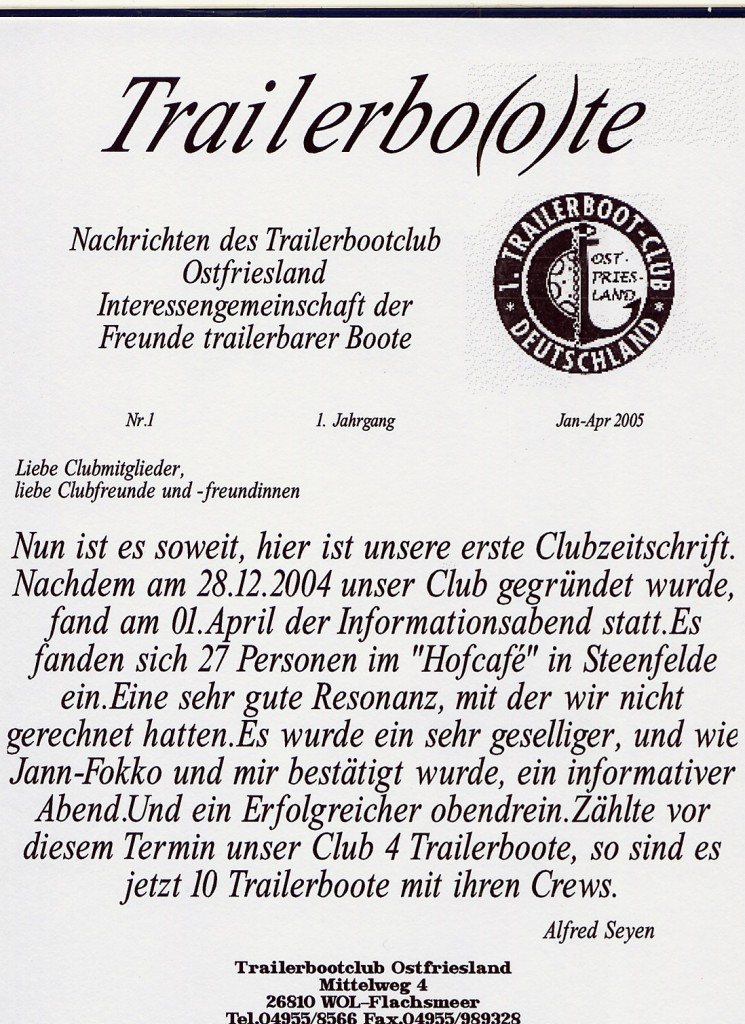 Trailerbo(o)te
Nachrichten des Trailerbootclub
Ostfriesland
Interessengemeinschaft der
Freunde trailerbarer Boote
1. TRAILERBOOT-CLUB
OST-
FRIES-
LAND
* DEUTSCHLAND *
Nr.1 1. Jahrgang Jan-Apr 2005
Liebe Clubmitglieder,
liebe Clubfreunde und -freundinnen
Nun ist es soweit, hier ist unsere erste Clubzeitschrift.
Nachdem am 28.12.2004 unser Club gegründet wurde,
fand am 01.April der Informationsabend statt.Es
fanden sich 27 Personen im "Hofcafé" in Steenfelde
ein.Eine sehr gute Resonanz, mit der wir nicht
gerechnet hatten.Es wurde ein sehr geselliger, und wie
Jann-Fokko und mir bestätigt wurde, ein informativer
Abend.Und ein Erfolgreicher obendrein.Zählte vor
diesem Termin unser Club 4 Trailerboote, so sind es
jetzt 10 Trailerboote mit ihren Crews.
Alfred Seyen
Trailerbootclub Ostfriesland
Mittelweg 4
26810 WOL-Flachsmeer
Tel.04955/8566 Fax.04955/989328